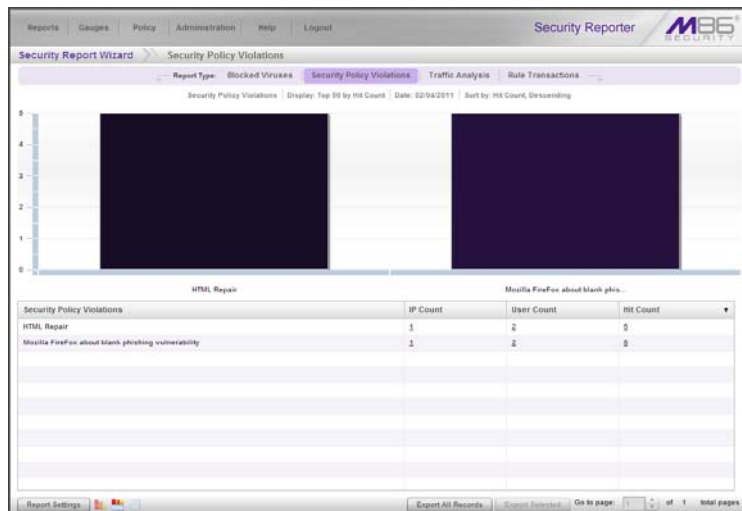 Reports Gauges Policy Administration Help Logout
Security Reporter
M86 SECURITY
Security Report Wizard Security Policy Violations
Report Type: Blocked Viruses Security Policy Violations Traffic Analysis Rule Transactions
Security Policy Violations Display: Top 50 by Hit Count Date: 02/04/2011 Sort by: Hit Count, Descending
5
4
3
2
1
0
HTML Repair
Mozilla FireFox about blank phis...
Security Policy Violations IP Count User Count Hit Count
HTML Repair 1 2 5
Mozilla FireFox about blank phishing vulnerability 1 2 5
Report Settings Export All Records Export Selected Go to page: 1 of 1 total pages